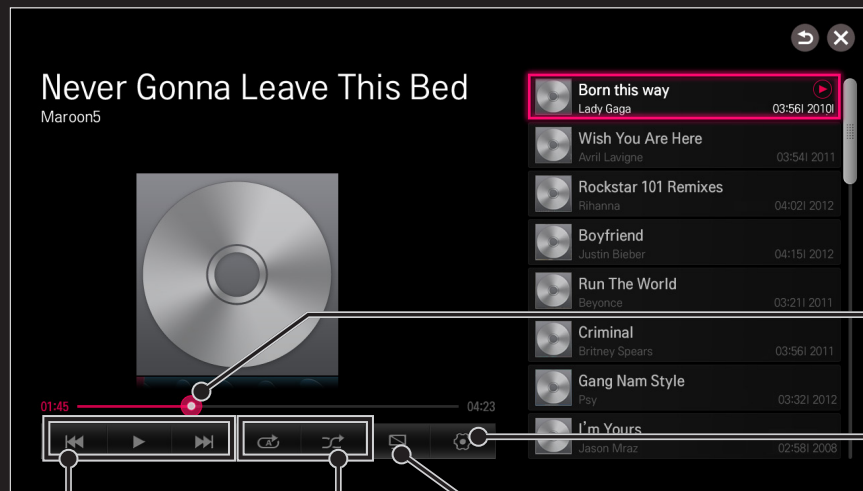 Never Gonna Leave This Bed
Maroon5
01:45
04:23
A
Born this way
Lady Gaga 03:56| 2010|
Wish You Are Here
Avril Lavigne 03:54| 2011
Rockstar 101 Remixes
Rihanna 04:02| 2012
Boyfriend
Justin Bieber 04:15| 2012
Run The World
Beyonce 03:21| 2011
Criminal
Britney Spears 03:56| 2011
Gang Nam Style
Psy 03:32| 2012
I'm Yours
Jason Mraz 02:58| 2008